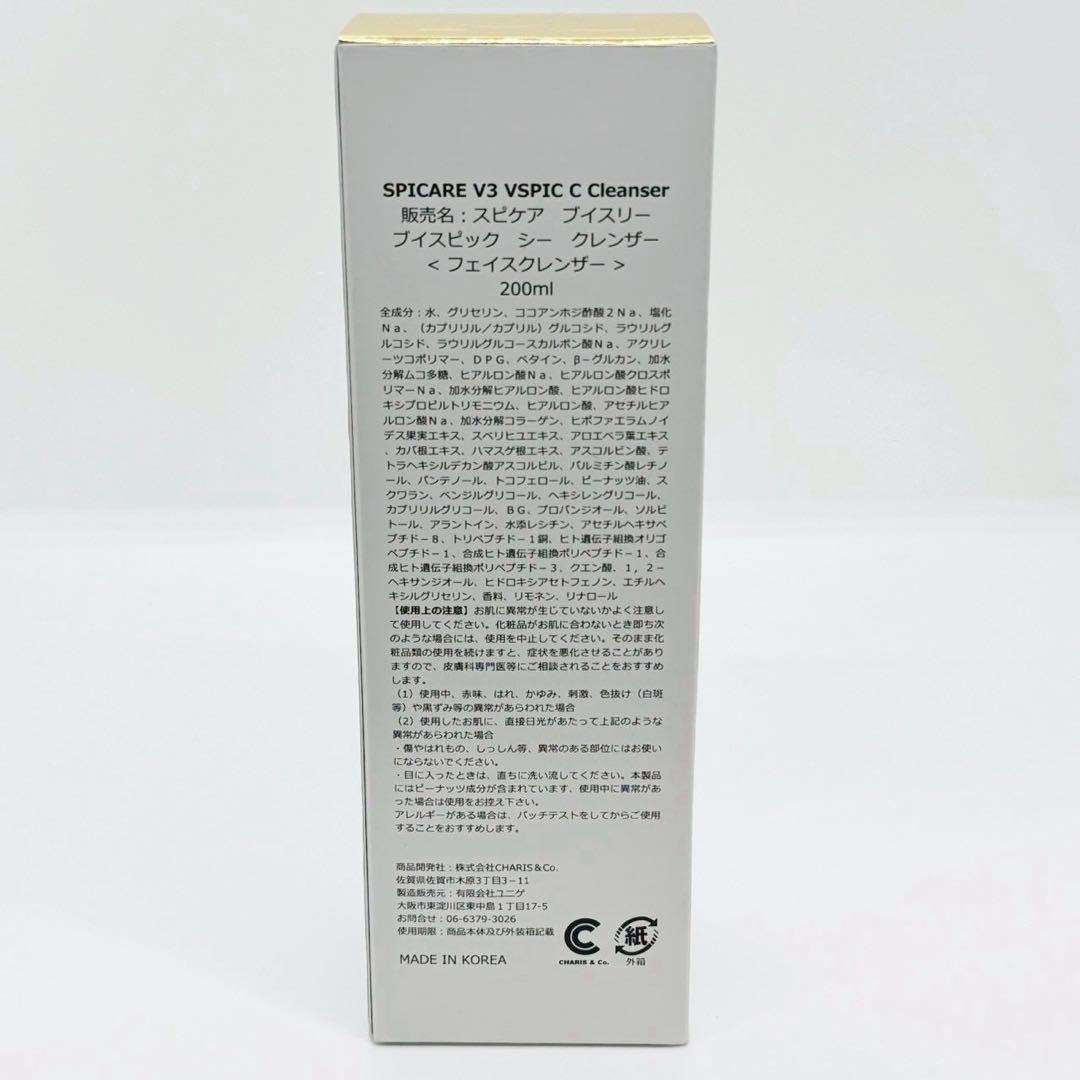 SPICARE V3 VSPIC C Cleanser
販売名：スピケア　ブイスリー
ブイスピック　シー　クレンザー
＜ フェイスクレンザー ＞
200ml
全成分：水、グリセリン、ココアンホジ酢酸２Ｎａ、塩化
Ｎａ、（カプリリル／カプリル）グルコシド、ラウリルグ
ルコシド、ラウリルグルコースカルボン酸Ｎａ、アクリレ
ーツコポリマー、ＤＰＧ、ベタイン、β－グルカン、加水
分解ムコ多糖、ヒアルロン酸Ｎａ、ヒアルロン酸クロスポ
リマーＮａ、加水分解ヒアルロン酸、ヒアルロン酸ヒドロ
キシプロピルトリモニウム、ヒアルロン酸、アセチルヒア
ルロン酸Ｎａ、加水分解コラーゲン、ヒポファエラムノイ
デス果実エキス、スベリヒユエキス、アロエベラ葉エキス
、カバ根エキス、ハマスゲ根エキス、アスコルビン酸、テ
トラヘキシルデカン酸アスコルビル、パルミチン酸レチノ
ール、パンテノール、トコフェロール、ピーナッツ油、ス
クワラン、ベンジルグリコール、ヘキシレングリコール、
カプリリルグリコール、ＢＧ、プロパンジオール、ソルビ
トール、アラントイン、水添レシチン、アセチルヘキサペ
プチド－８、トリペプチド－１銅、ヒト遺伝子組換オリゴ
ペプチド－１、合成ヒト遺伝子組換ポリペプチド－１、合
成ヒト遺伝子組換ポリペプチド－３、クエン酸、１，２－
ヘキサンジオール、ヒドロキシアセトフェノン、エチルヘ
キシルグリセリン、香料、リモネン、リナロール
【使用上の注意】お肌に異常が生じていないかよく注意し
て使用してください。化粧品がお肌に合わないとき即ち次
のような場合には、使用を中止してください。そのまま化
粧品類の使用を続けますと、症状を悪化させることがあり
ますので、皮膚科専門医等にご相談されることをおすすめ
します。
（1）使用中、赤味、はれ、かゆみ、刺激、色抜け（白斑
等）や黒ずみ等の異常があらわれた場合
（2）使用したお肌に、直接日光があたって上記のような
異常があらわれた場合
・傷やはれもの、しっしん等、異常のある部位にはお使い
にならないでください。
・目に入ったときは、直ちに洗い流してください。本製品
にはピーナッツ成分が含まれています、使用中に異常があ
った場合は使用をお控え下さい。
アレルギーがある場合は、パッチテストをしてからご使用
することをおすすめします。
商品開発社：株式会社CHARIS＆Co.
佐賀県佐賀市木原3丁目3－11
製造販売元：有限会社ユニゲ
大阪市東淀川区東中島１丁目17-5
お問合せ：06-6379-3026
使用期限：商品本体及び外装箱記載
MADE IN KOREA
CHARIS & Co.
紙
外箱